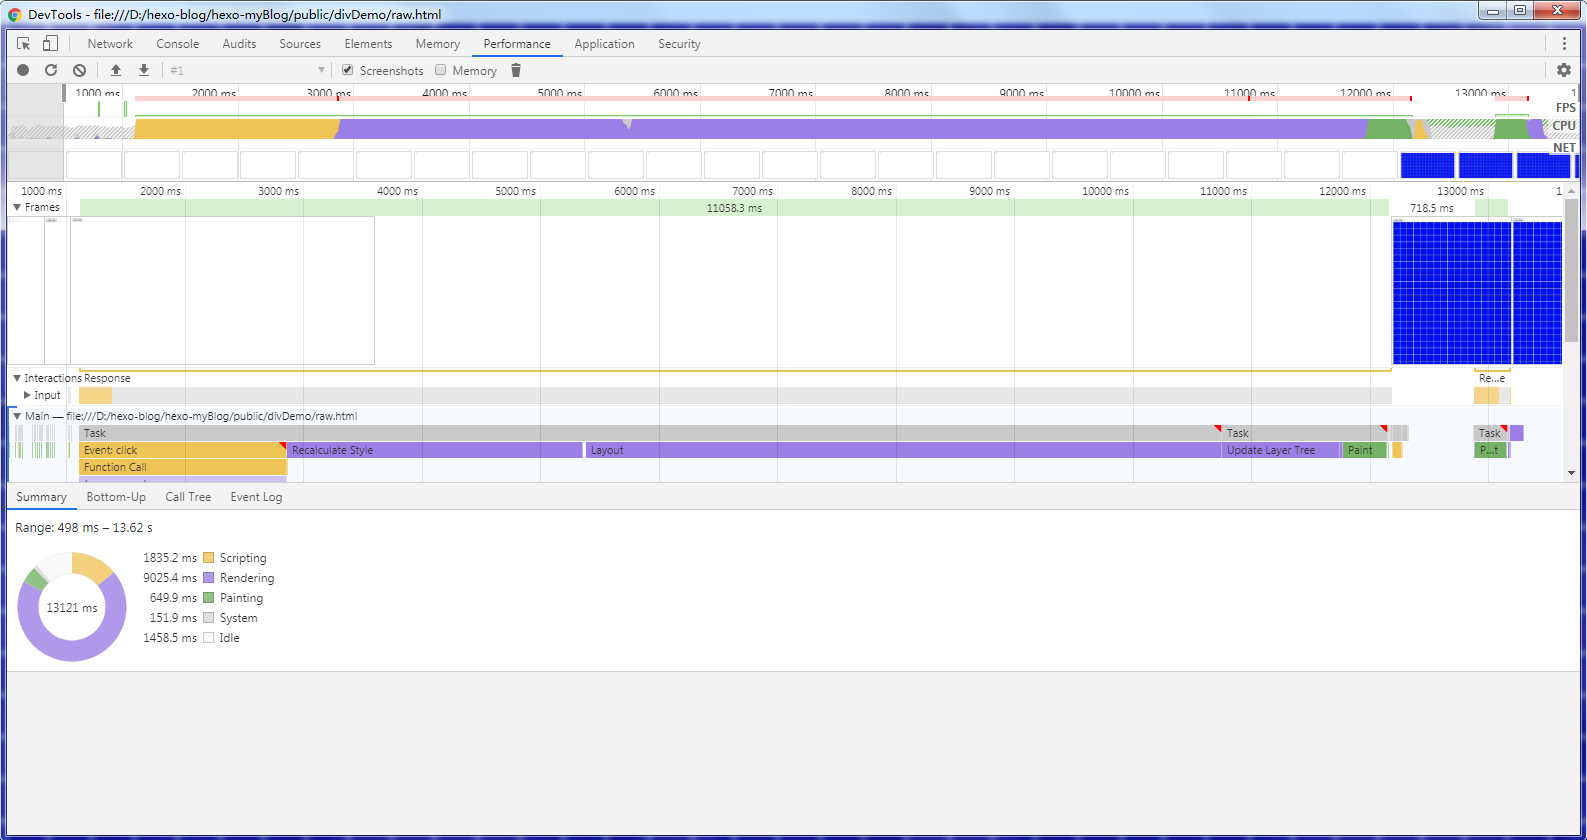 DevTools - file:///D:/hexo-blog/hexo-myBlog/public/divDemo/raw.html
Network Console Audits Sources Elements Memory Performance Application Security
#1 Screenshots Memory
1000 ms 2000 ms 3000 ms 4000 ms 5000 ms 6000 ms 7000 ms 8000 ms 9000 ms 10000 ms 11000 ms 12000 ms 13000 ms 1
FPS
CPU
NET
1000 ms 2000 ms 3000 ms 4000 ms 5000 ms 6000 ms 7000 ms 8000 ms 9000 ms 10000 ms 11000 ms 12000 ms 13000 ms 1
Frames 11058.3 ms 718.5 ms
Interactions Response Re...e
Input
Main — file:///D:/hexo-blog/hexo-myBlog/public/divDemo/raw.html
Task Task Task
Event: click Recalculate Style Layout Update Layer Tree Paint P...t
Function Call
Summary Bottom-Up Call Tree Event Log
Range: 498 ms – 13.62 s
1835.2 ms Scripting
9025.4 ms Rendering
649.9 ms Painting
151.9 ms System
1458.5 ms Idle
13121 ms